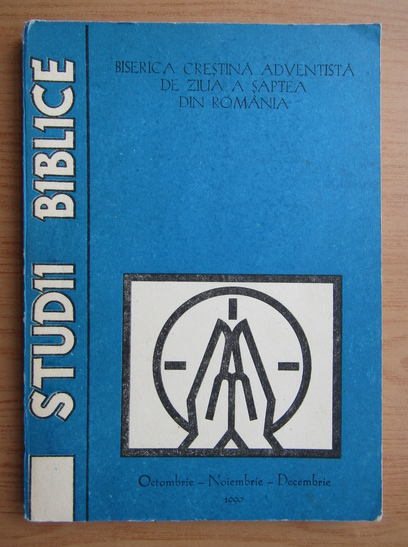 STUDII BIBLICE
BISERICA CREȘTINĂ ADVENTISTĂ
DE ZIUA A ȘAPTEA
DIN ROMÂNIA
Octombrie – Noiembrie – Decembrie